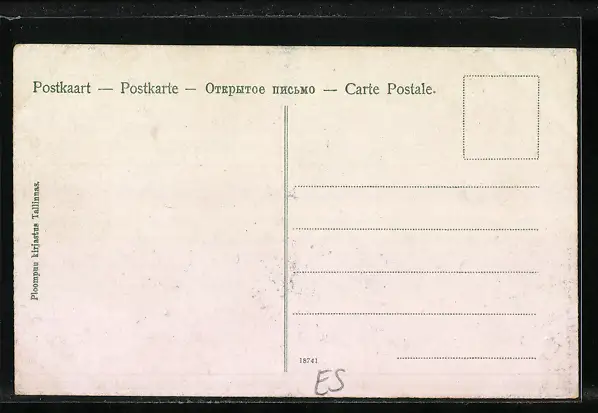 Postkaart — Postkarte — Открытое письмо — Carte Postale.
Ploompuu kirjastus Tallinnas.
18741
ES